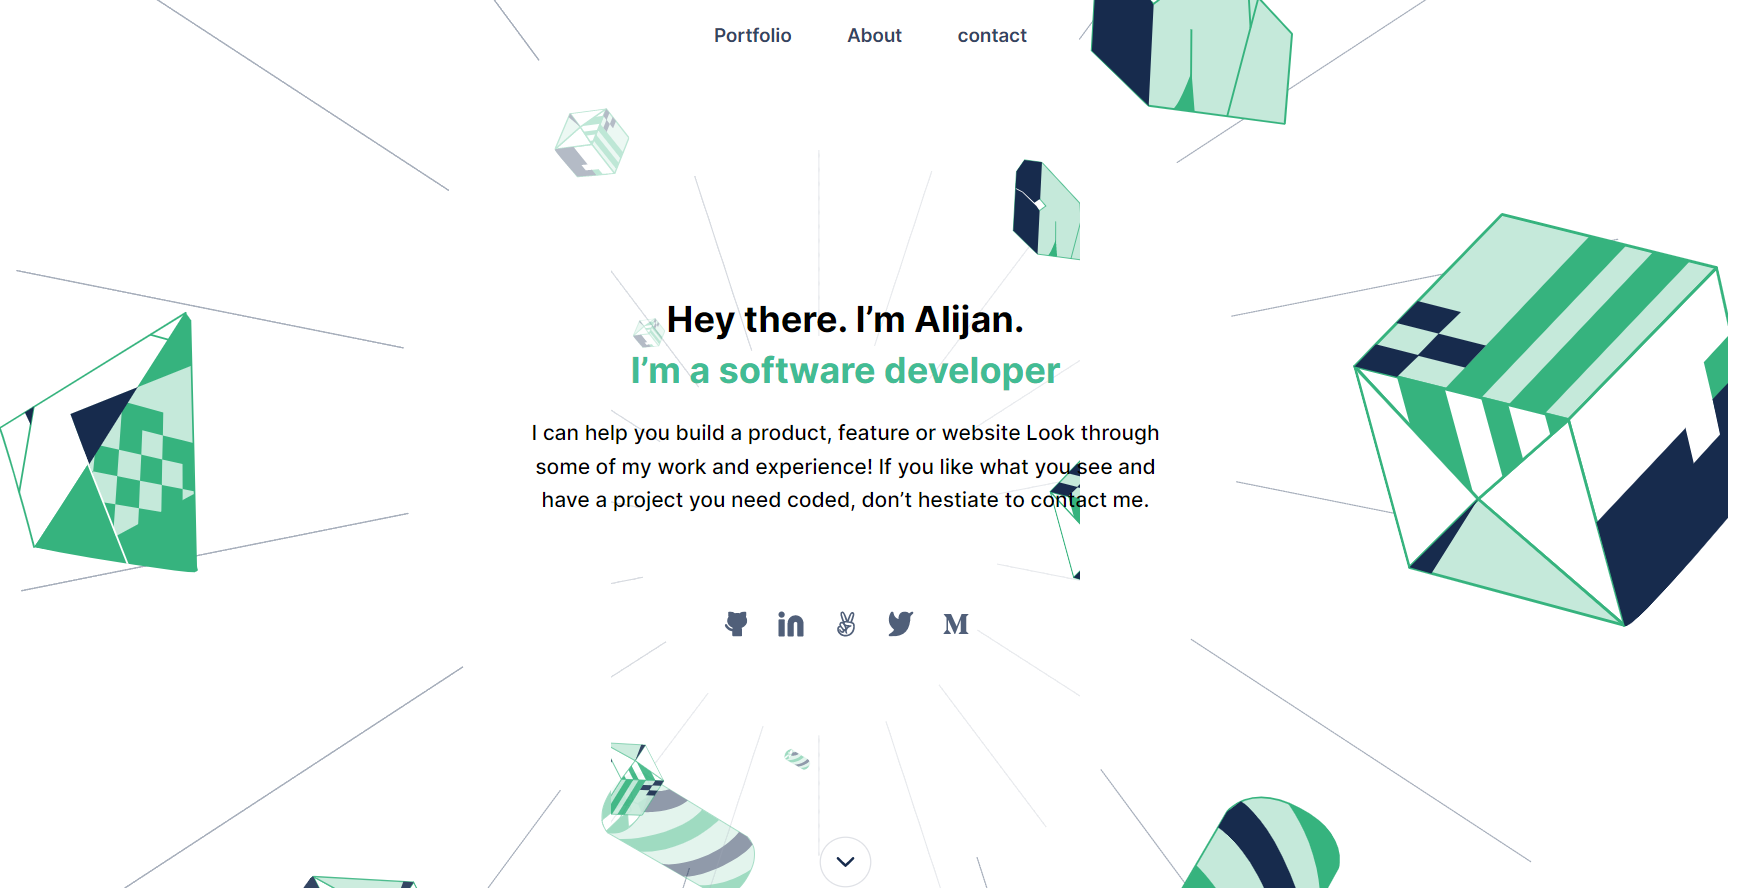 Portfolio About contact
Hey there. I’m Alijan.
I’m a software developer
I can help you build a product, feature or website Look through
some of my work and experience! If you like what you see and
have a project you need coded, don’t hestiate to contact me.